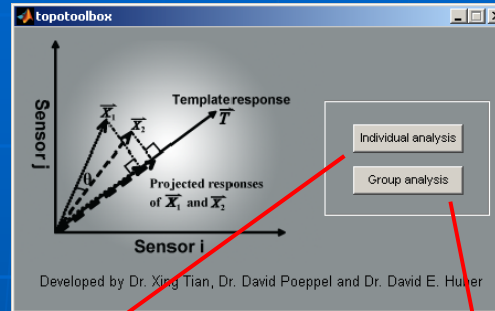 topotoolbox
Sensor j
X₁
X₂
Template response
T
θ
Projected responses
of X₁ and X₂
Sensor i
Individual analysis
Group analysis
Developed by Dr. Xing Tian, Dr. David Poeppel and Dr. David E. Huber